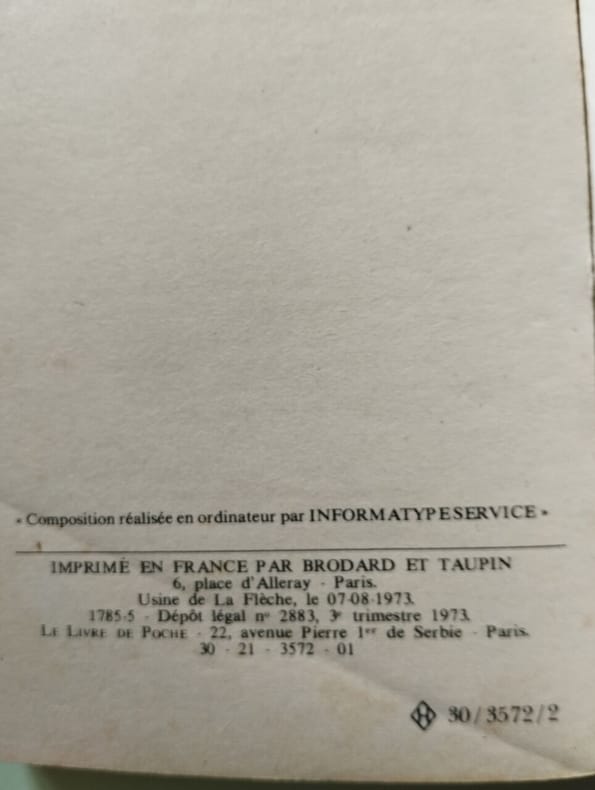 « Composition réalisée en ordinateur par INFORMATYPESERVICE »
IMPRIMÉ EN FRANCE PAR BRODARD ET TAUPIN
6, place d'Alleray - Paris.
Usine de La Flèche, le 07-08-1973.
1785-5 - Dépôt légal nº 2883, 3e trimestre 1973.
LE LIVRE DE POCHE - 22, avenue Pierre 1er de Serbie - Paris.
30 - 21 - 3572 - 01
30/3572/2